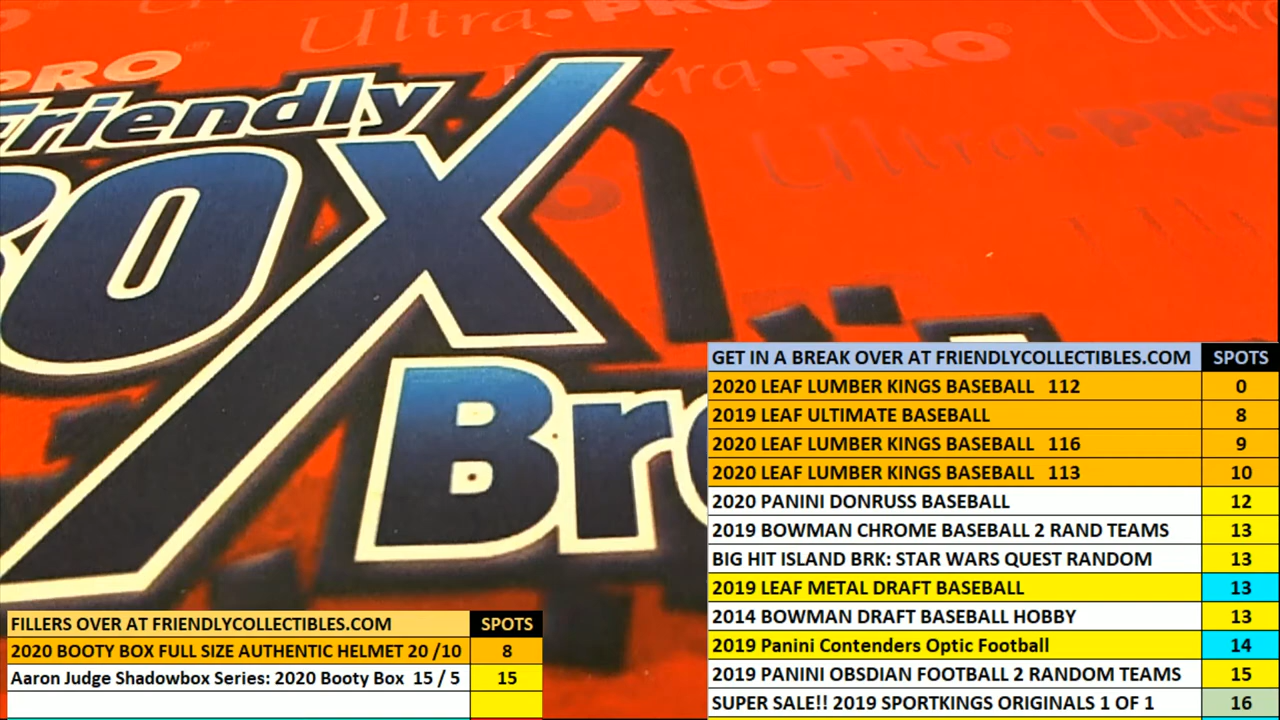 Ultra•PRO
PRO
Ultra•PRO
Ultra•PRO
Friendly
BOX
GET IN A BREAK OVER AT FRIENDLYCOLLECTIBLES.COM SPOTS
2020 LEAF LUMBER KINGS BASEBALL 112 0
2019 LEAF ULTIMATE BASEBALL 8
2020 LEAF LUMBER KINGS BASEBALL 116 9
2020 LEAF LUMBER KINGS BASEBALL 113 10
2020 PANINI DONRUSS BASEBALL 12
2019 BOWMAN CHROME BASEBALL 2 RAND TEAMS 13
BIG HIT ISLAND BRK: STAR WARS QUEST RANDOM 13
2019 LEAF METAL DRAFT BASEBALL 13
2014 BOWMAN DRAFT BASEBALL HOBBY 13
2019 Panini Contenders Optic Football 14
2019 PANINI OBSDIAN FOOTBALL 2 RANDOM TEAMS 15
SUPER SALE!! 2019 SPORTKINGS ORIGINALS 1 OF 1 16
FILLERS OVER AT FRIENDLYCOLLECTIBLES.COM SPOTS
2020 BOOTY BOX FULL SIZE AUTHENTIC HELMET 20 /10 8
Aaron Judge Shadowbox Series: 2020 Booty Box 15 / 5 15